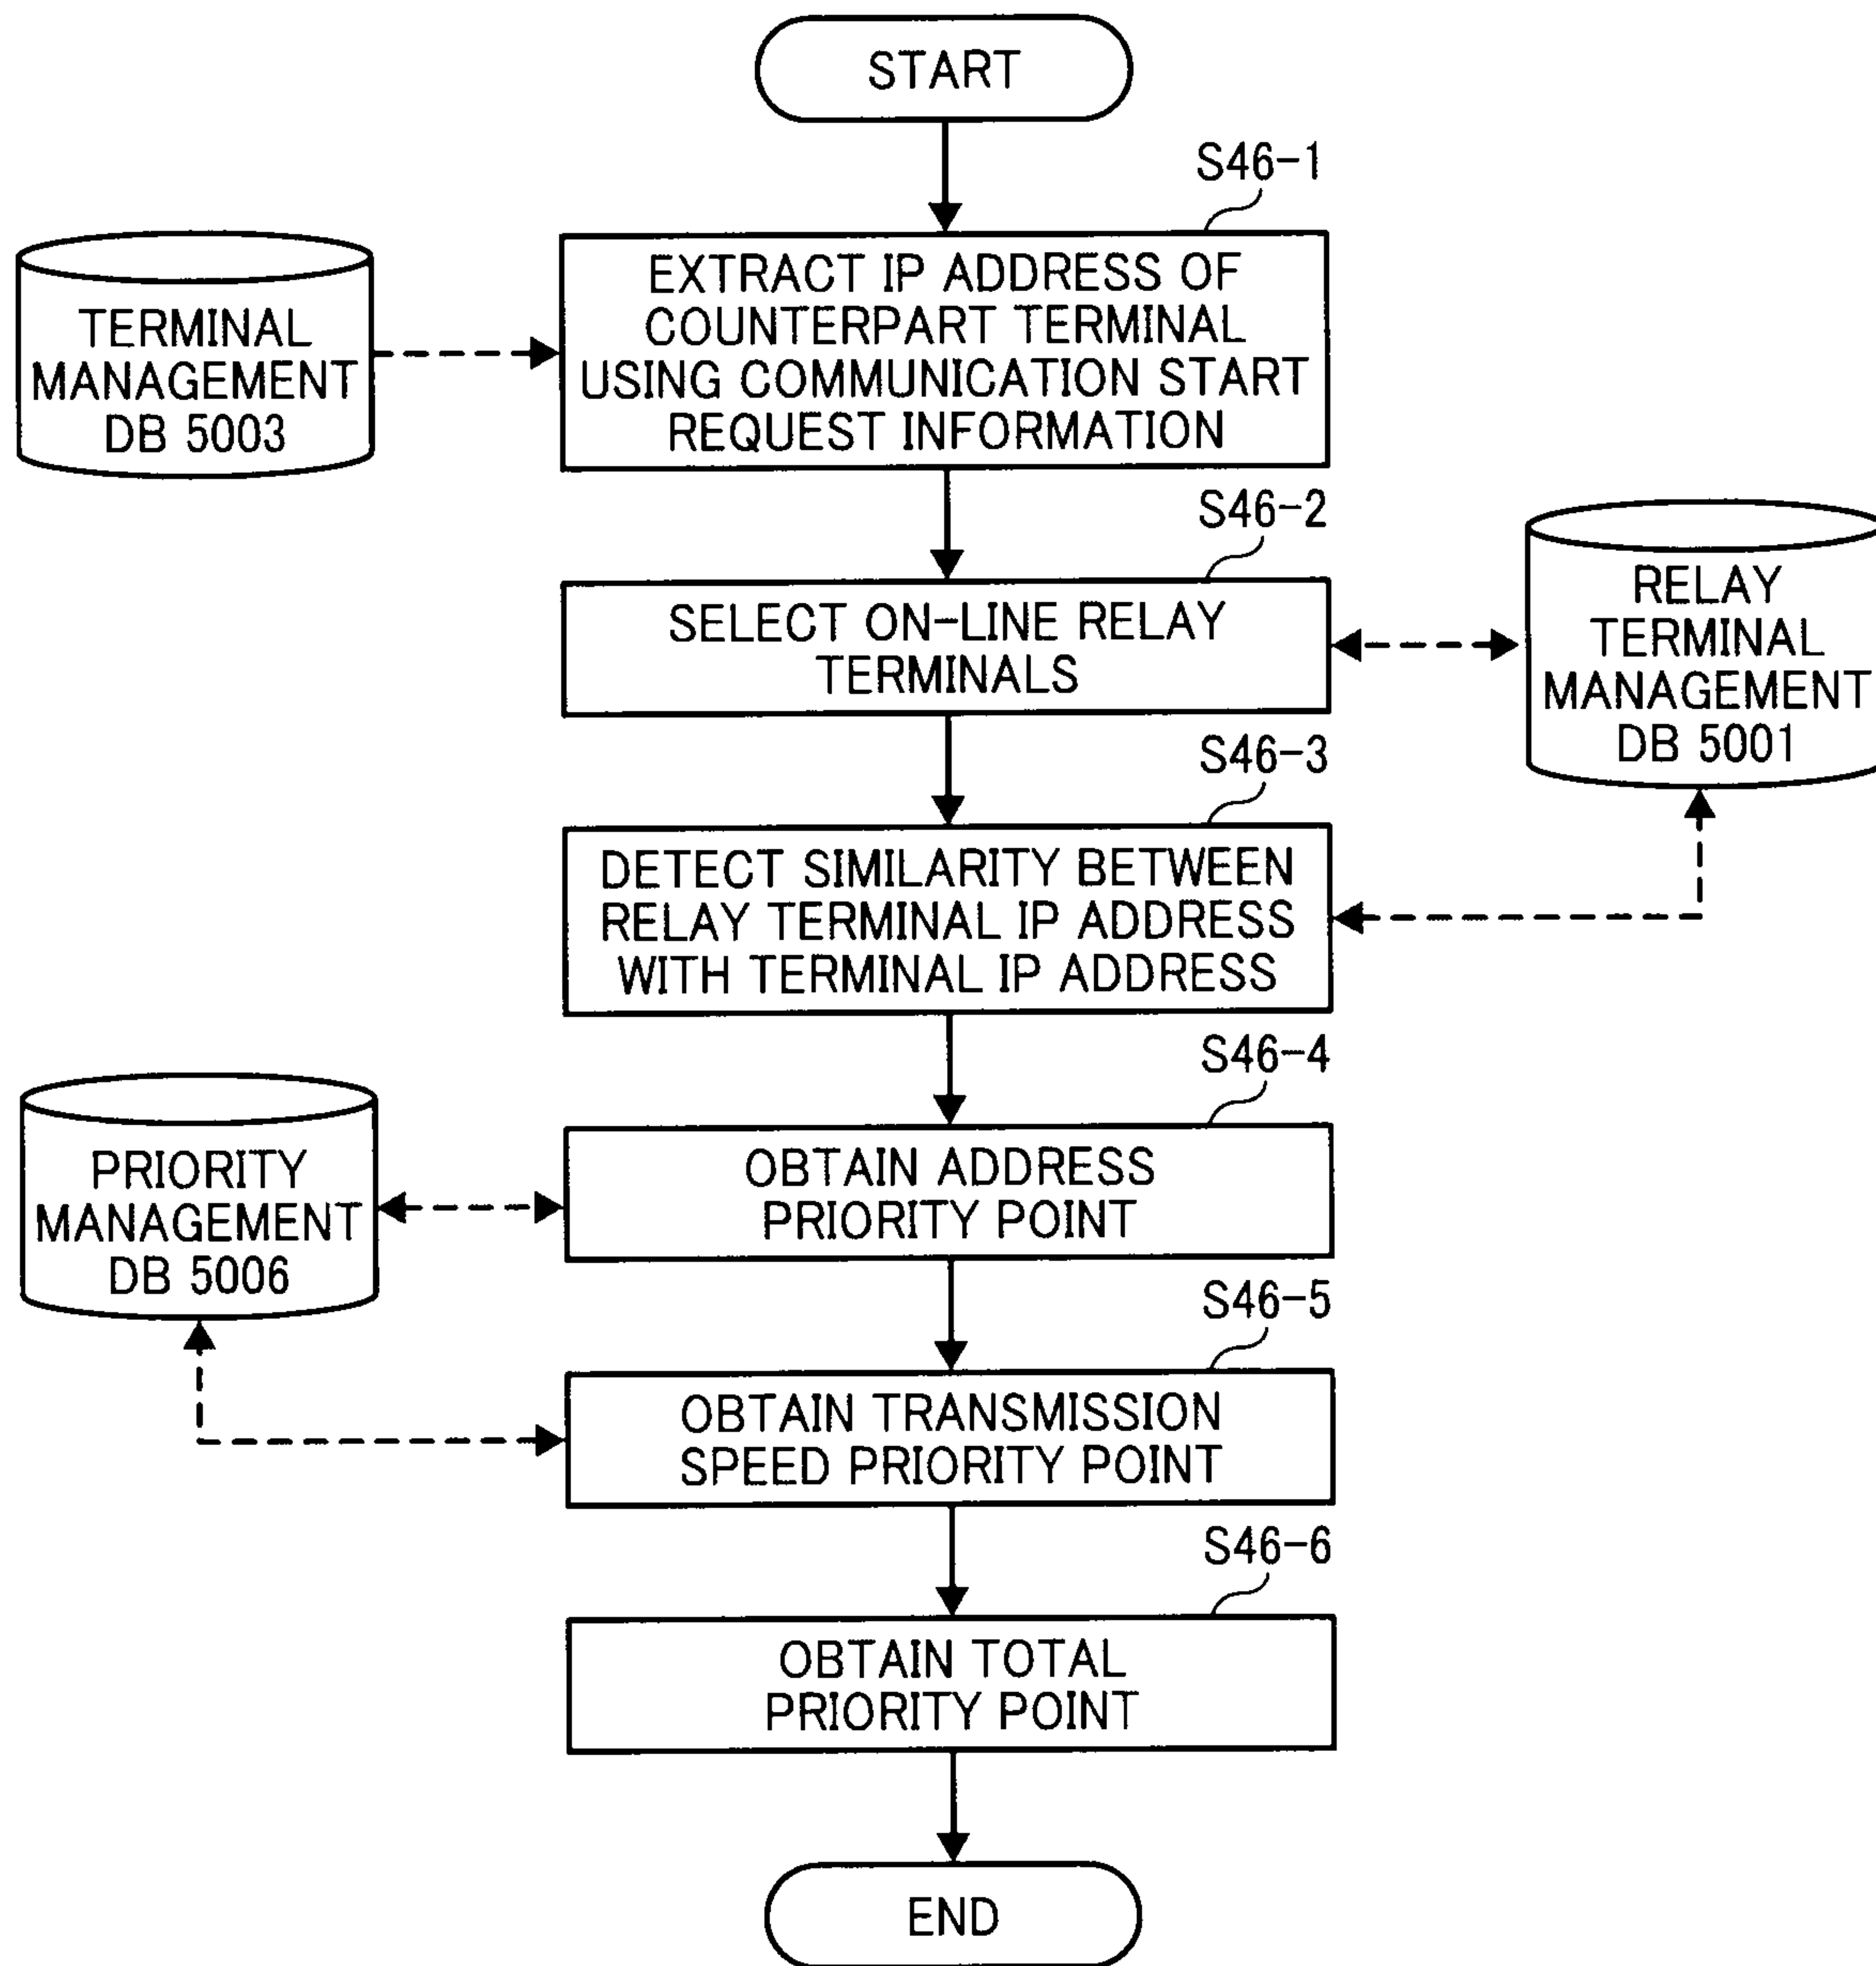 START
S46-1
EXTRACT IP ADDRESS OF
COUNTERPART TERMINAL
USING COMMUNICATION START
REQUEST INFORMATION
TERMINAL
MANAGEMENT
DB 5003
S46-2
SELECT ON-LINE RELAY
TERMINALS
RELAY
TERMINAL
MANAGEMENT
DB 5001
S46-3
DETECT SIMILARITY BETWEEN
RELAY TERMINAL IP ADDRESS
WITH TERMINAL IP ADDRESS
S46-4
OBTAIN ADDRESS
PRIORITY POINT
PRIORITY
MANAGEMENT
DB 5006
S46-5
OBTAIN TRANSMISSION
SPEED PRIORITY POINT
S46-6
OBTAIN TOTAL
PRIORITY POINT
END